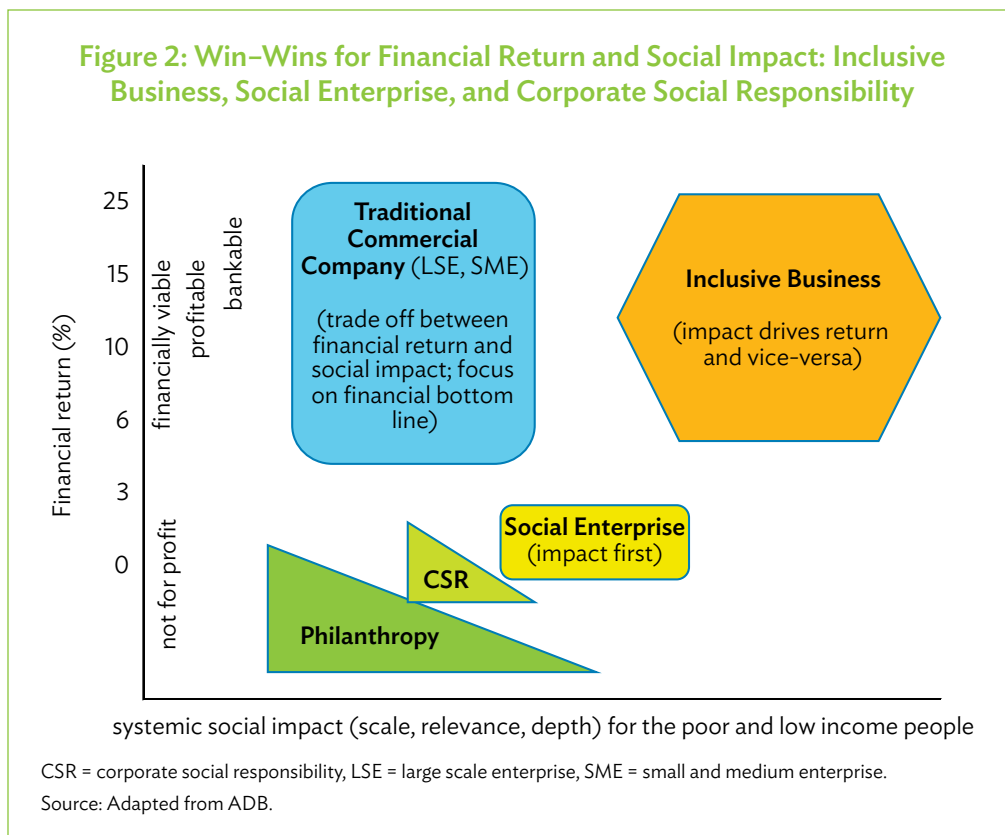 Figure 2: Win–Wins for Financial Return and Social Impact: Inclusive
Business, Social Enterprise, and Corporate Social Responsibility
Financial return (%)
25
15
10
6
3
0
financially viable
profitable
bankable
not for profit
Traditional
Commercial
Company (LSE, SME)
(trade off between
financial return and
social impact; focus
on financial bottom
line)
Inclusive Business
(impact drives return
and vice-versa)
Social Enterprise
(impact first)
CSR
Philanthropy
systemic social impact (scale, relevance, depth) for the poor and low income people
CSR = corporate social responsibility, LSE = large scale enterprise, SME = small and medium enterprise.
Source: Adapted from ADB.